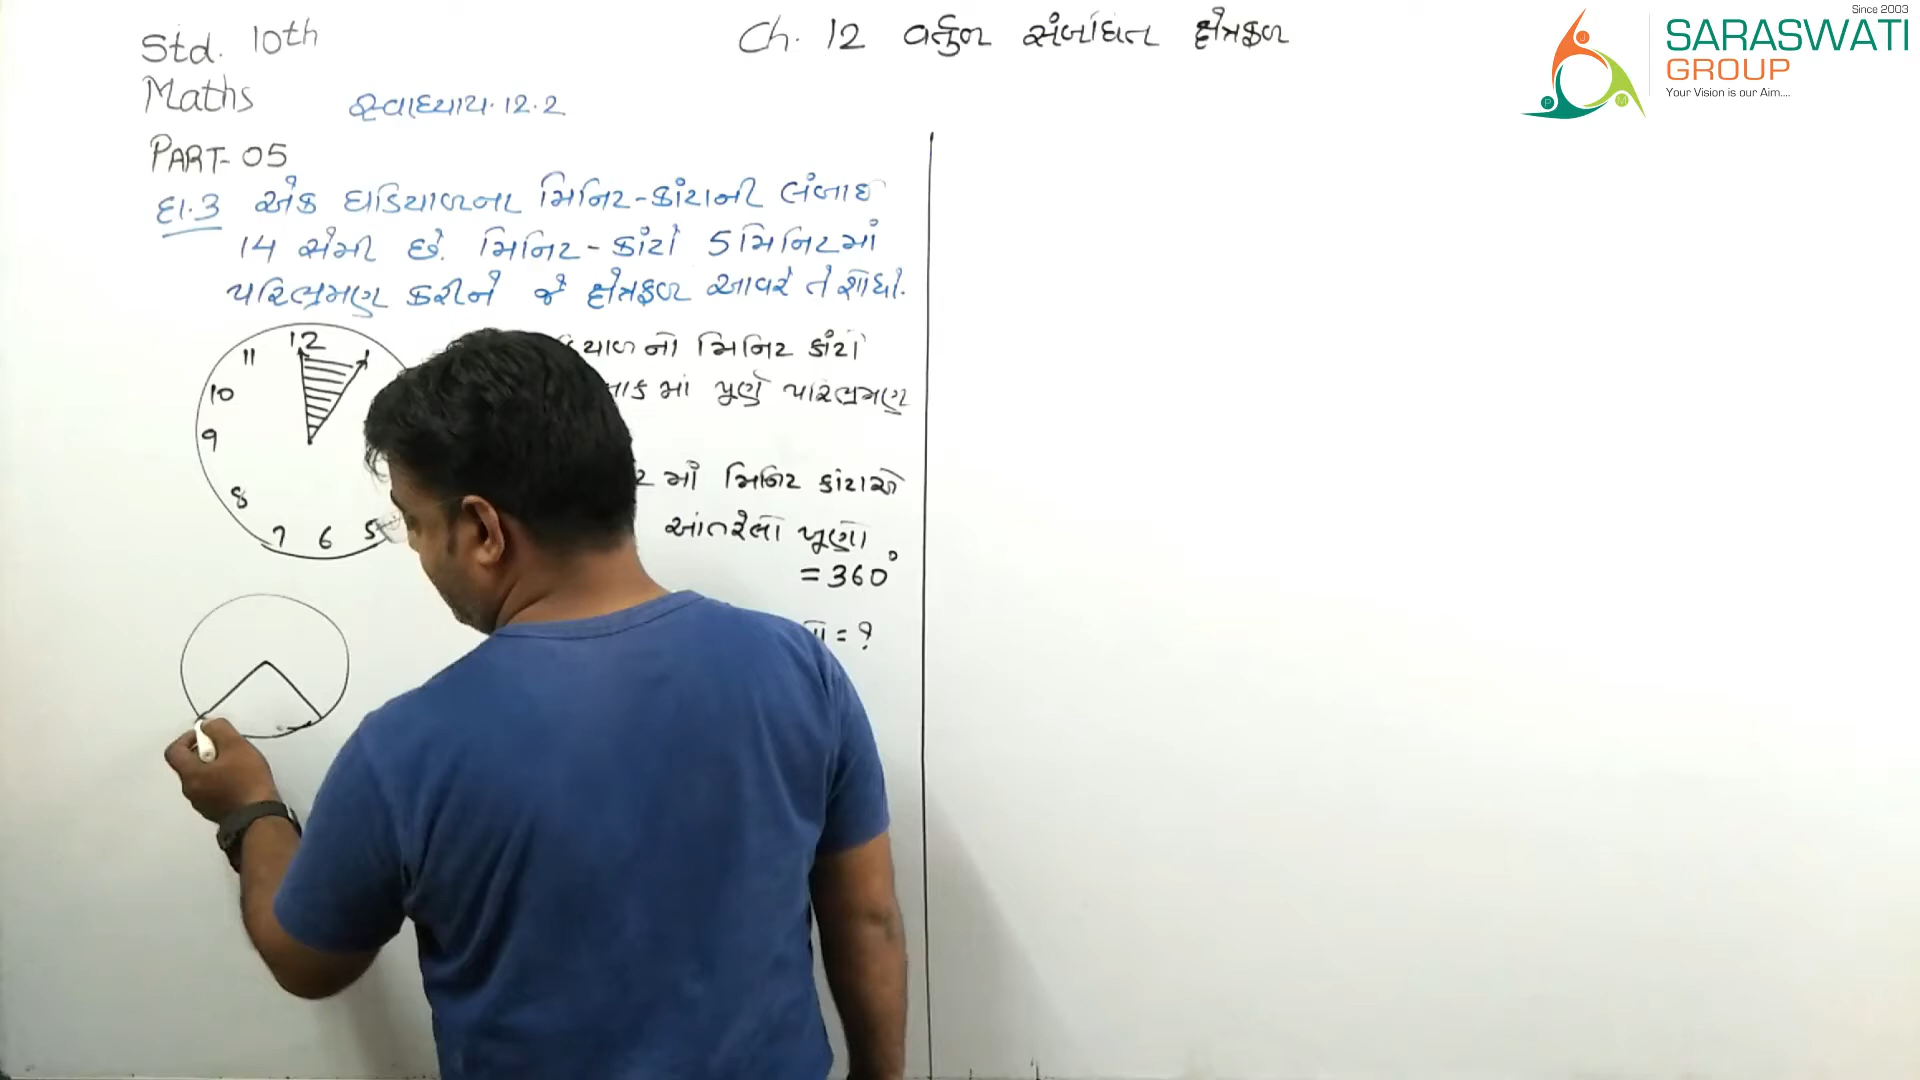 Std. 10th
Maths
PART-05
Ch. 12 વર્તુળ સંબંધિત ક્ષેત્રફળ
સ્વાધ્યાય.12.2
Since 2003
SARASWATI
GROUP
Your Vision is our Aim....
દા.3 એક ઘડિયાળના મિનિટ-કાંટાની લંબાઈ
14 સેમી છે. મિનિટ-કાંટો 5 મિનિટમાં
પરિભ્રમણ કરીને જે ક્ષેત્રફળ આવરે તે શોધો.
12
11
1
10
9
8
7 6 5
નો મિનિટ કાંટો
માં પૂર્ણ પરિભ્રમણ
માં મિનિટ કાંટાએ
આંતરેલો ખૂણો
= 360°
= ?